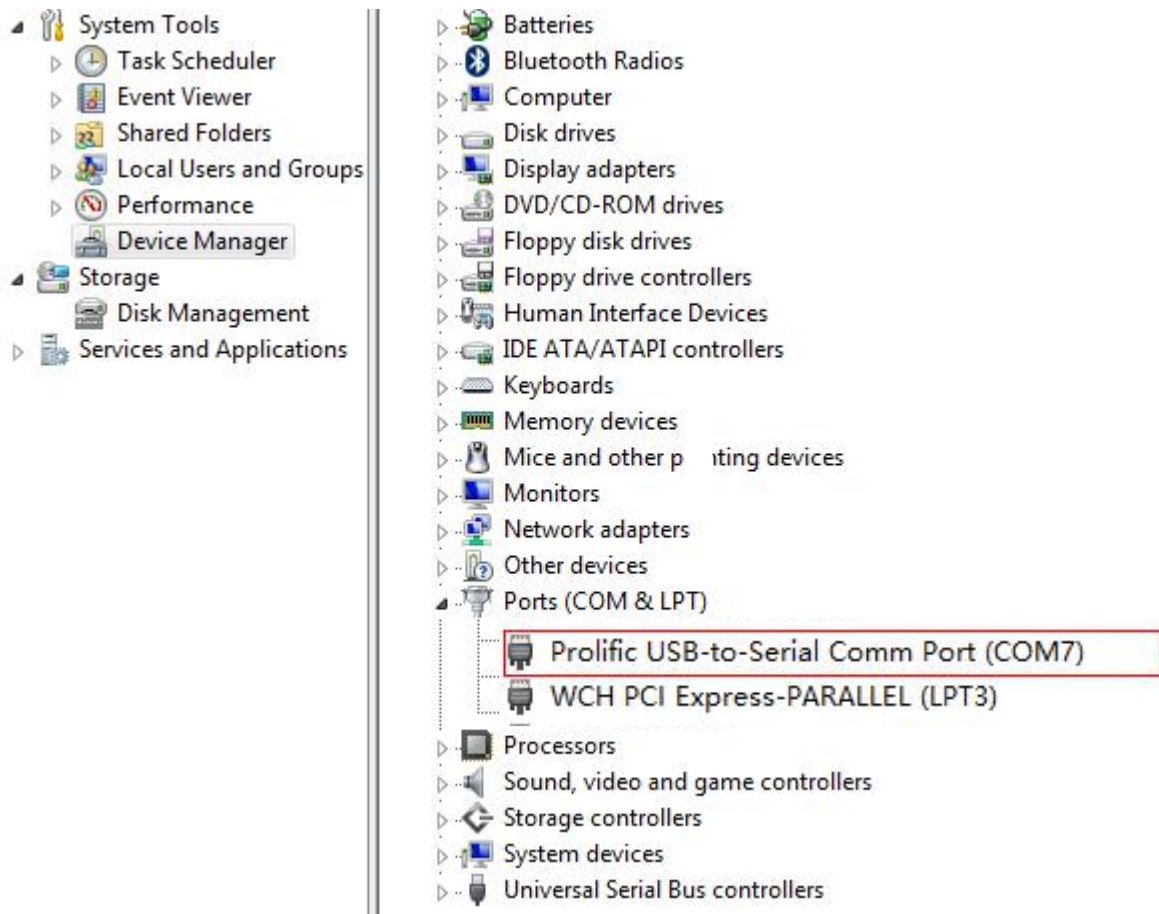 System Tools
Task Scheduler
Event Viewer
Shared Folders
Local Users and Groups
Performance
Device Manager
Storage
Disk Management
Services and Applications
Batteries
Bluetooth Radios
Computer
Disk drives
Display adapters
DVD/CD-ROM drives
Floppy disk drives
Floppy drive controllers
Human Interface Devices
IDE ATA/ATAPI controllers
Keyboards
Memory devices
Mice and other devices
Monitors
Network adapters
Other devices
Ports (COM & LPT)
Prolific USB-to-Serial Comm Port (COM7)
WCH PCI Express-PARALLEL (LPT3)
Processors
Sound, video and game controllers
Storage controllers
System devices
Universal Serial Bus controllers